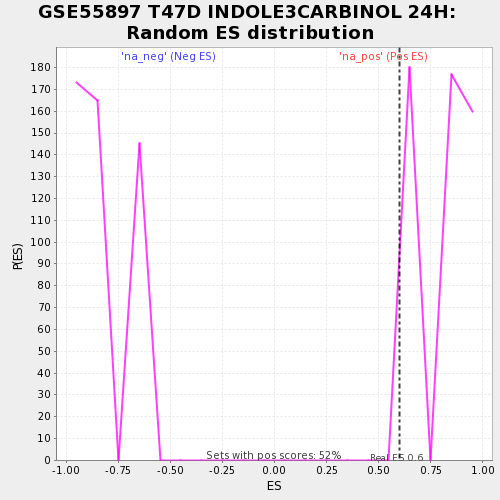 GSE55897 T47D INDOLE3CARBINOL 24H:
Random ES distribution
'na_neg' (Neg ES)
'na_pos' (Pos ES)
180
170
160
150
140
130
120
110
100
90
80
70
60
50
40
30
20
10
0
P(ES)
Sets with pos scores: 52%
Real ES 0.6
-1.00 -0.75 -0.50 -0.25 0.00 0.25 0.50 0.75 1.00
ES